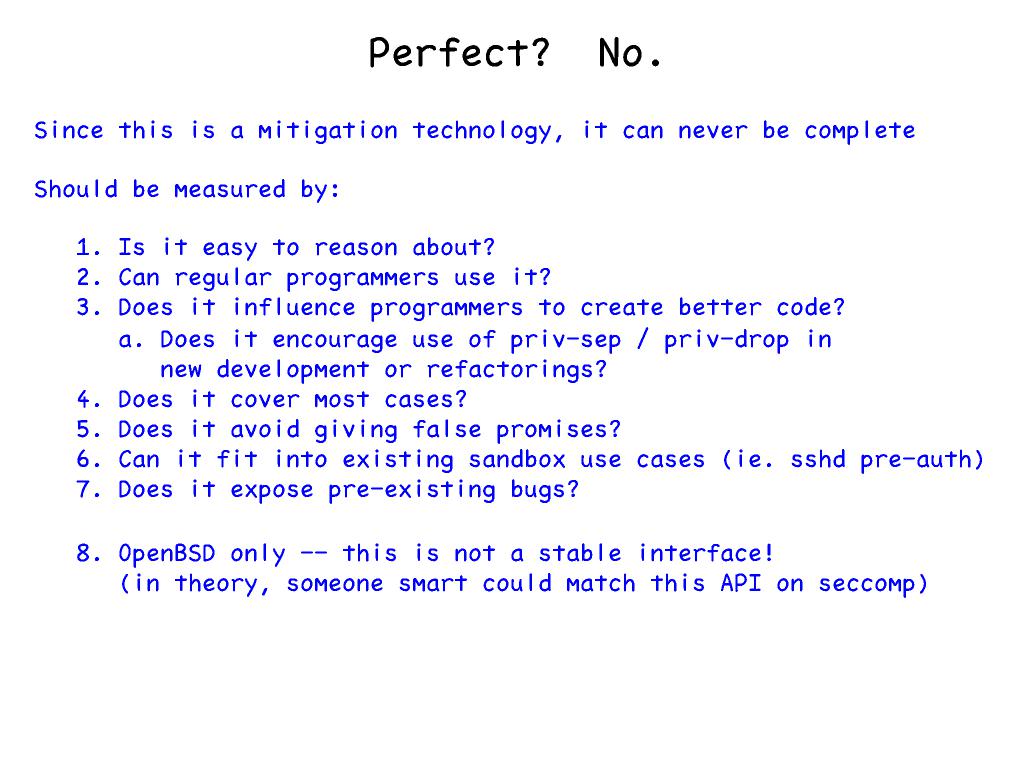 Perfect? No.
Since this is a mitigation technology, it can never be complete
Should be measured by:
1. Is it easy to reason about?
2. Can regular programmers use it?
3. Does it influence programmers to create better code?
a. Does it encourage use of priv-sep / priv-drop in
new development or refactorings?
4. Does it cover most cases?
5. Does it avoid giving false promises?
6. Can it fit into existing sandbox use cases (ie. sshd pre-auth)
7. Does it expose pre-existing bugs?
8. OpenBSD only -- this is not a stable interface!
(in theory, someone smart could match this API on seccomp)